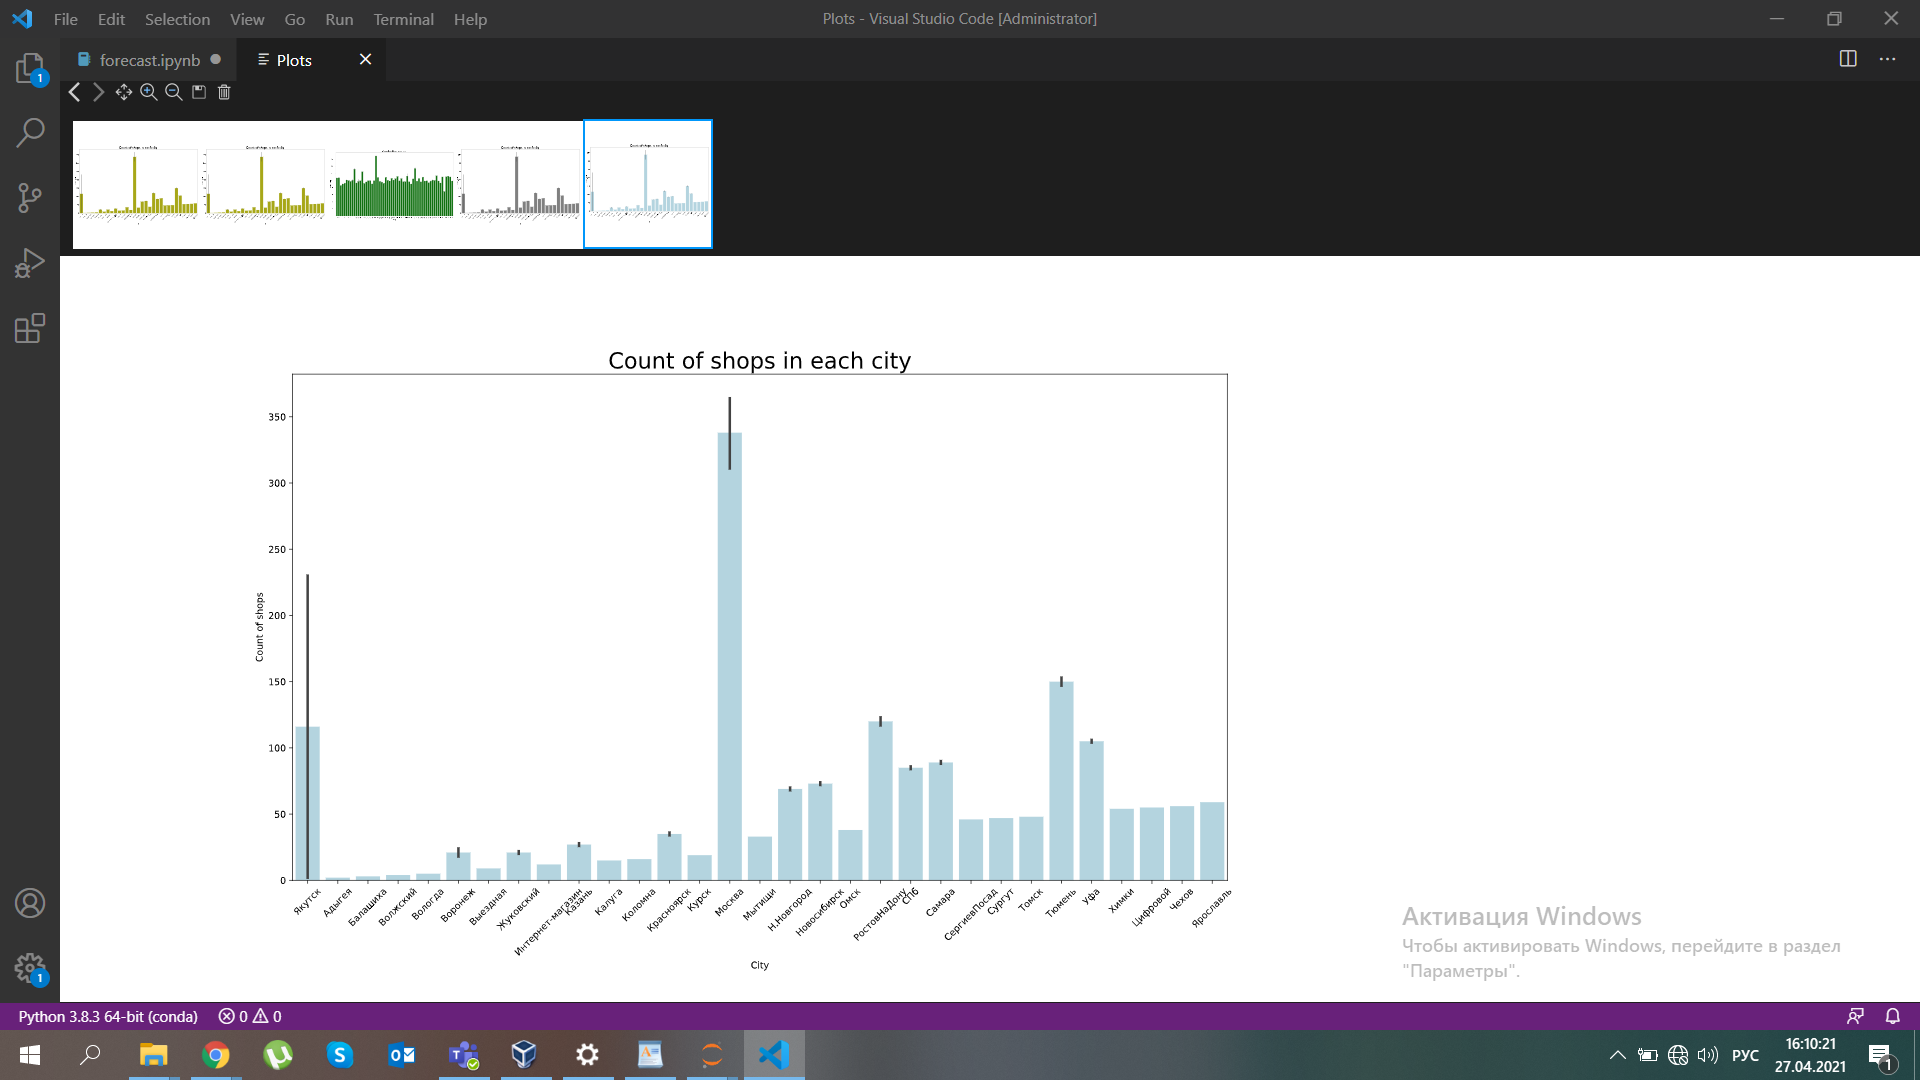 File Edit Selection View Go Run Terminal Help
Plots - Visual Studio Code [Administrator]
forecast.ipynb
Plots
1
Count of shops in each city
350
300
250
200
150
100
50
0
Count of shops
Якутск
Адыгея
Балашиха
Волжский
Вологда
Воронеж
Выездная
Жуковский
Интернет-магазин
Казань
Калуга
Коломна
Красноярск
Курск
Москва
Мытищи
Н.Новгород
Новосибирск
Омск
РостовНаДону
СПб
Самара
СергиевПосад
Сургут
Томск
Тюмень
Уфа
Химки
Цифровой
Чехов
Ярославль
City
Активация Windows
Чтобы активировать Windows, перейдите в раздел
"Параметры".
1
Python 3.8.3 64-bit (conda) 0 0
РУС
16:10:21
27.04.2021
1